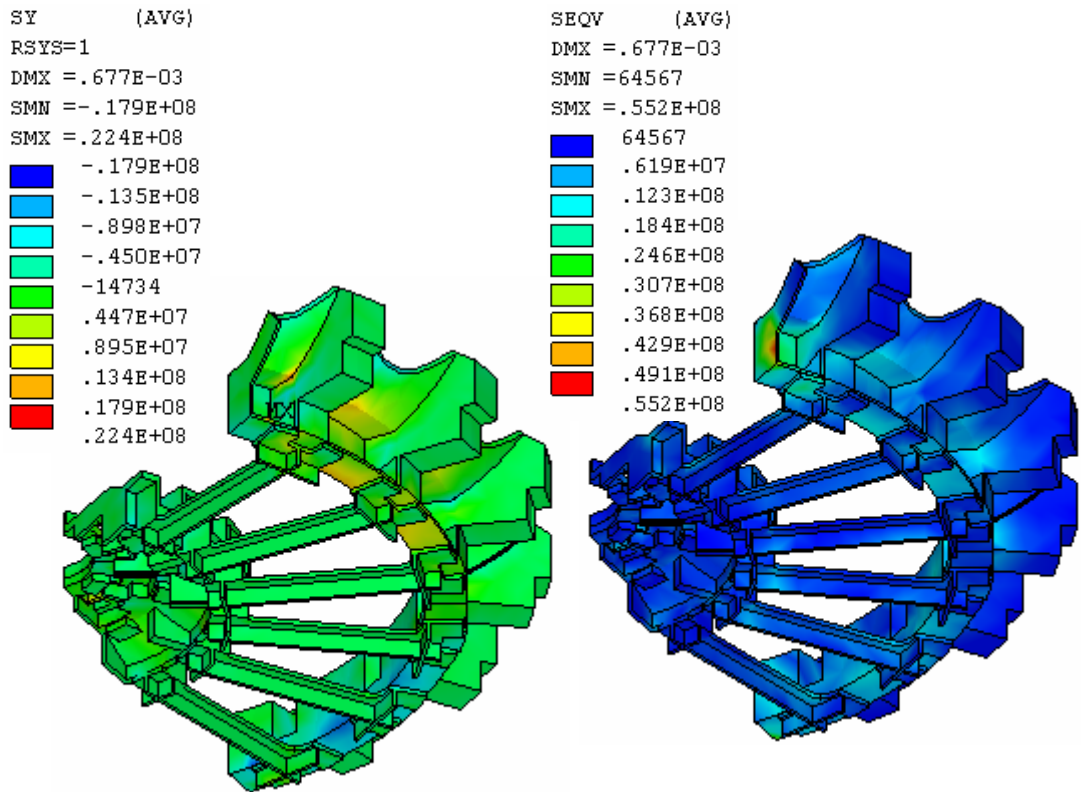 SY (AVG)
RSYS=1
DMX =.677E-03
SMN =-.179E+08
SMX =.224E+08
-.179E+08
-.135E+08
-.898E+07
-.450E+07
-14734
.447E+07
.895E+07
.134E+08
.179E+08
.224E+08
MX
SEQV (AVG)
DMX =.677E-03
SMN =64567
SMX =.552E+08
64567
.619E+07
.123E+08
.184E+08
.246E+08
.307E+08
.368E+08
.429E+08
.491E+08
.552E+08